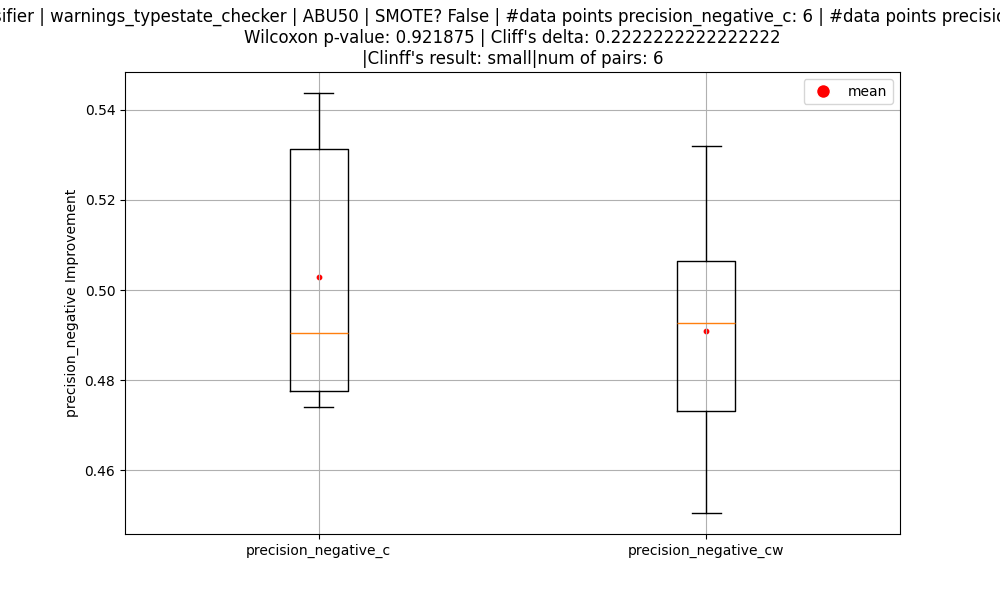 | warnings_typestate_checker | ABU50 | SMOTE? False | #data points precision_negative_c: 6 | #data points
Wilcoxon p-value: 0.921875 | Cliff's delta: 0.2222222222222222
|Clinff's result: small|num of pairs: 6
mean
0.54
0.52
0.50
0.48
0.46
precision_negative Improvement
precision_negative_c
precision_negative_cw